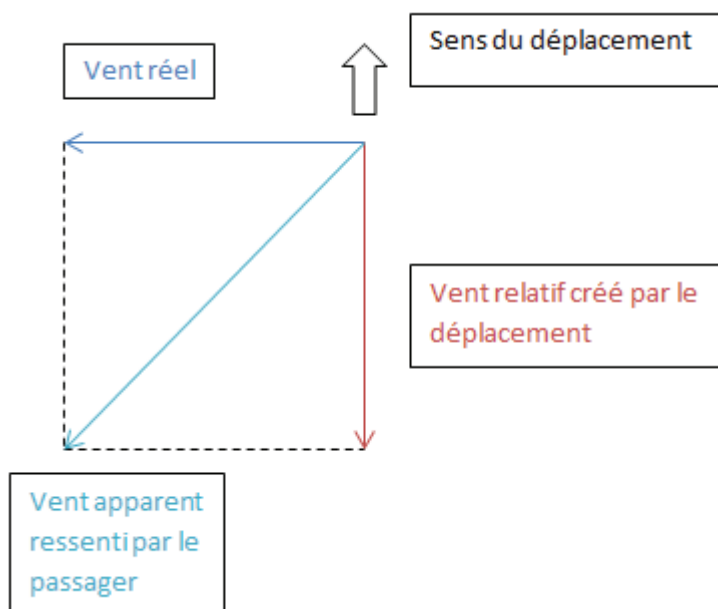 Vent réel
Sens du déplacement
Vent relatif créé par le
déplacement
Vent apparent
ressenti par le
passager